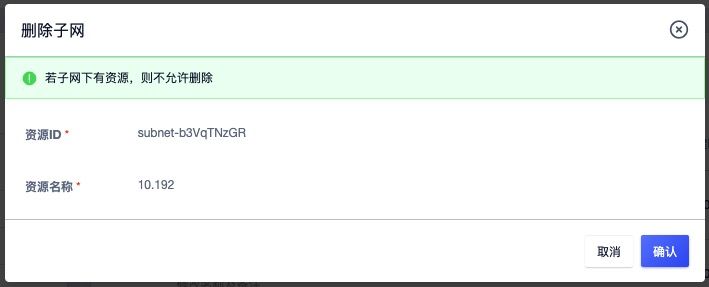 删除子网
若子网下有资源，则不允许删除
资源ID * subnet-b3VqTNzGR
资源名称 * 10.192
取消 确认